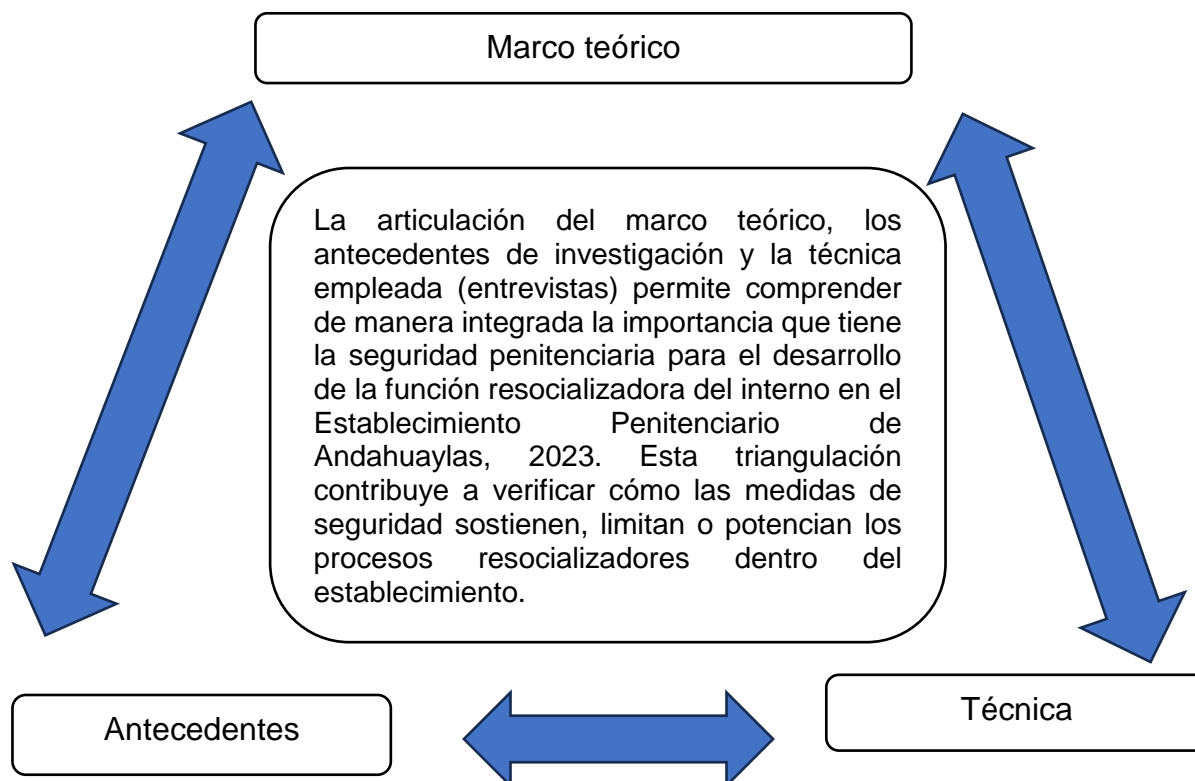 Marco teórico
La articulación del marco teórico, los
antecedentes de investigación y la técnica
empleada (entrevistas) permite comprender
de manera integrada la importancia que tiene
la seguridad penitenciaria para el desarrollo
de la función resocializadora del interno en el
Establecimiento Penitenciario de
Andahuaylas, 2023. Esta triangulación
contribuye a verificar cómo las medidas de
seguridad sostienen, limitan o potencian los
procesos resocializadores dentro del
establecimiento.
Antecedentes
Técnica